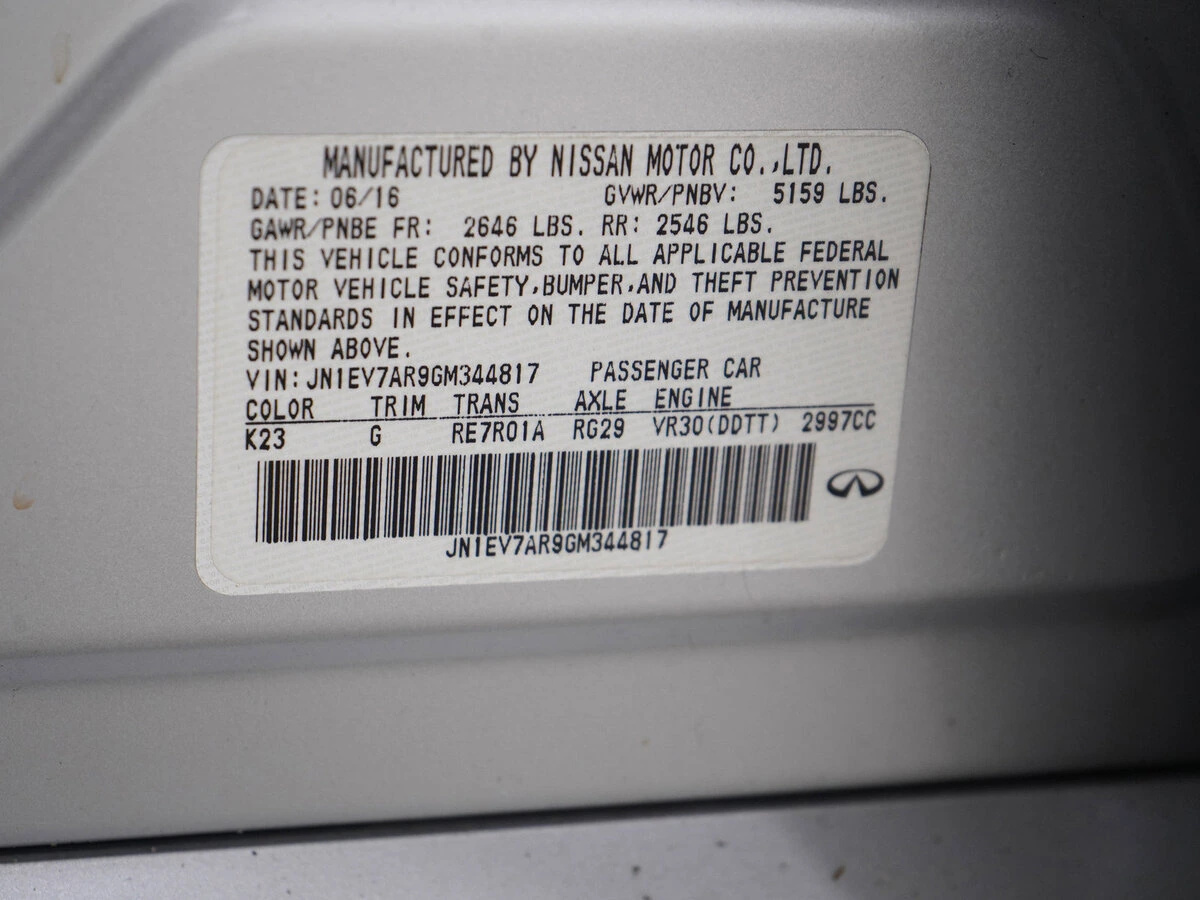 MANUFACTURED BY NISSAN MOTOR CO.,LTD.
DATE: 06/16 GVWR/PNBV: 5159 LBS.
GAWR/PNBE FR: 2646 LBS. RR: 2546 LBS.
THIS VEHICLE CONFORMS TO ALL APPLICABLE FEDERAL
MOTOR VEHICLE SAFETY,BUMPER,AND THEFT PREVENTION
STANDARDS IN EFFECT ON THE DATE OF MANUFACTURE
SHOWN ABOVE.
VIN: JN1EV7AR9GM344817 PASSENGER CAR
COLOR TRIM TRANS AXLE ENGINE
K23 G RE7R01A RG29 VR30(DDTT) 2997CC
JN1EV7AR9GM344817